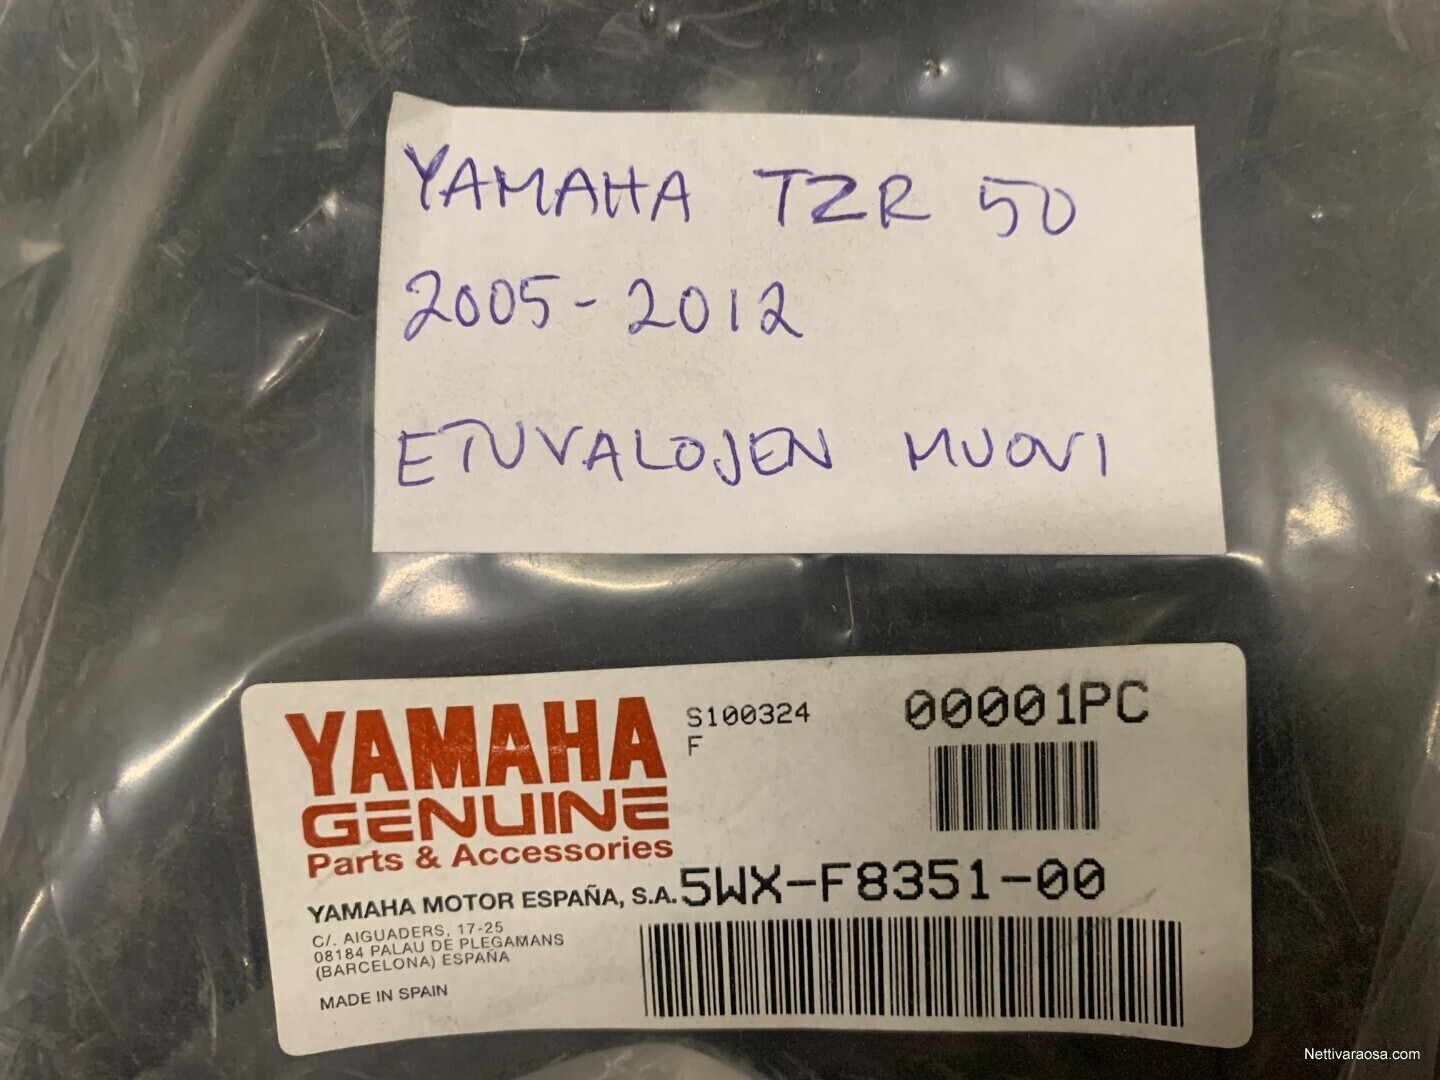 YAMAHA TZR 50
2005-2012
ETUVALOJEN MUOVI
YAMAHA
GENUINE
Parts & Accessories
S100324
F
00001PC
YAMAHA MOTOR ESPAÑA, S.A.
5WX-F8351-00
C/. AIGUADERS, 17-25
08184 PALAU DE PLEGAMANS
(BARCELONA) ESPAÑA
MADE IN SPAIN
Nettivaraosa.com